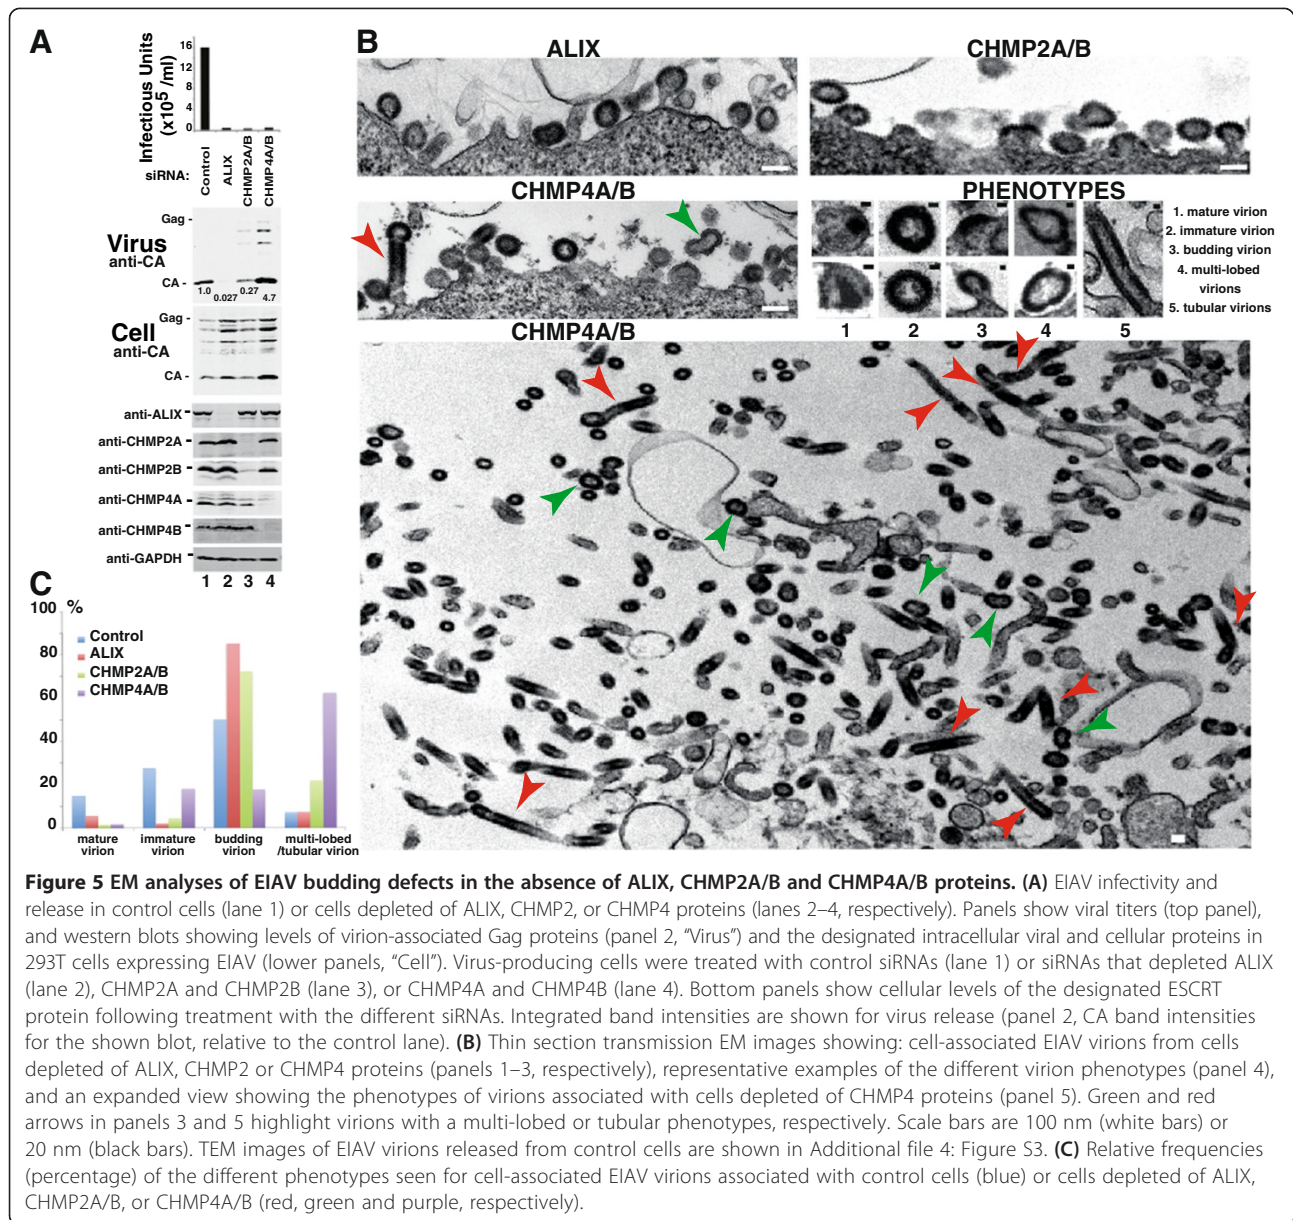 A
Infectious Units
(x10⁵ /ml)
16
12
8
4
0
siRNA:
Control
ALIX
CHMP2A/B
CHMP4A/B
Gag -
Virus
anti-CA
CA -
1.0
0.027
0.27
4.7
Gag -
Cell
anti-CA
CA -
anti-ALIX
anti-CHMP2A
anti-CHMP2B
anti-CHMP4A
anti-CHMP4B
anti-GAPDH
1 2 3 4
B
ALIX
CHMP2A/B
CHMP4A/B
PHENOTYPES
1. mature virion
2. immature virion
3. budding virion
4. multi-lobed
virions
5. tubular virions
1 2 3 4 5
CHMP4A/B
C
100 %
80
60
40
20
0
Control
ALIX
CHMP2A/B
CHMP4A/B
mature
virion
immature
virion
budding
virion
multi-lobed
/tubular virion
Figure 5 EM analyses of EIAV budding defects in the absence of ALIX, CHMP2A/B and CHMP4A/B proteins. (A) EIAV infectivity and
release in control cells (lane 1) or cells depleted of ALIX, CHMP2, or CHMP4 proteins (lanes 2–4, respectively). Panels show viral titers (top panel),
and western blots showing levels of virion-associated Gag proteins (panel 2, “Virus”) and the designated intracellular viral and cellular proteins in
293T cells expressing EIAV (lower panels, “Cell”). Virus-producing cells were treated with control siRNAs (lane 1) or siRNAs that depleted ALIX
(lane 2), CHMP2A and CHMP2B (lane 3), or CHMP4A and CHMP4B (lane 4). Bottom panels show cellular levels of the designated ESCRT
protein following treatment with the different siRNAs. Integrated band intensities are shown for virus release (panel 2, CA band intensities
for the shown blot, relative to the control lane). (B) Thin section transmission EM images showing: cell-associated EIAV virions from cells
depleted of ALIX, CHMP2 or CHMP4 proteins (panels 1–3, respectively), representative examples of the different virion phenotypes (panel 4),
and an expanded view showing the phenotypes of virions associated with cells depleted of CHMP4 proteins (panel 5). Green and red
arrows in panels 3 and 5 highlight virions with a multi-lobed or tubular phenotypes, respectively. Scale bars are 100 nm (white bars) or
20 nm (black bars). TEM images of EIAV virions released from control cells are shown in Additional file 4: Figure S3. (C) Relative frequencies
(percentage) of the different phenotypes seen for cell-associated EIAV virions associated with control cells (blue) or cells depleted of ALIX,
CHMP2A/B, or CHMP4A/B (red, green and purple, respectively).